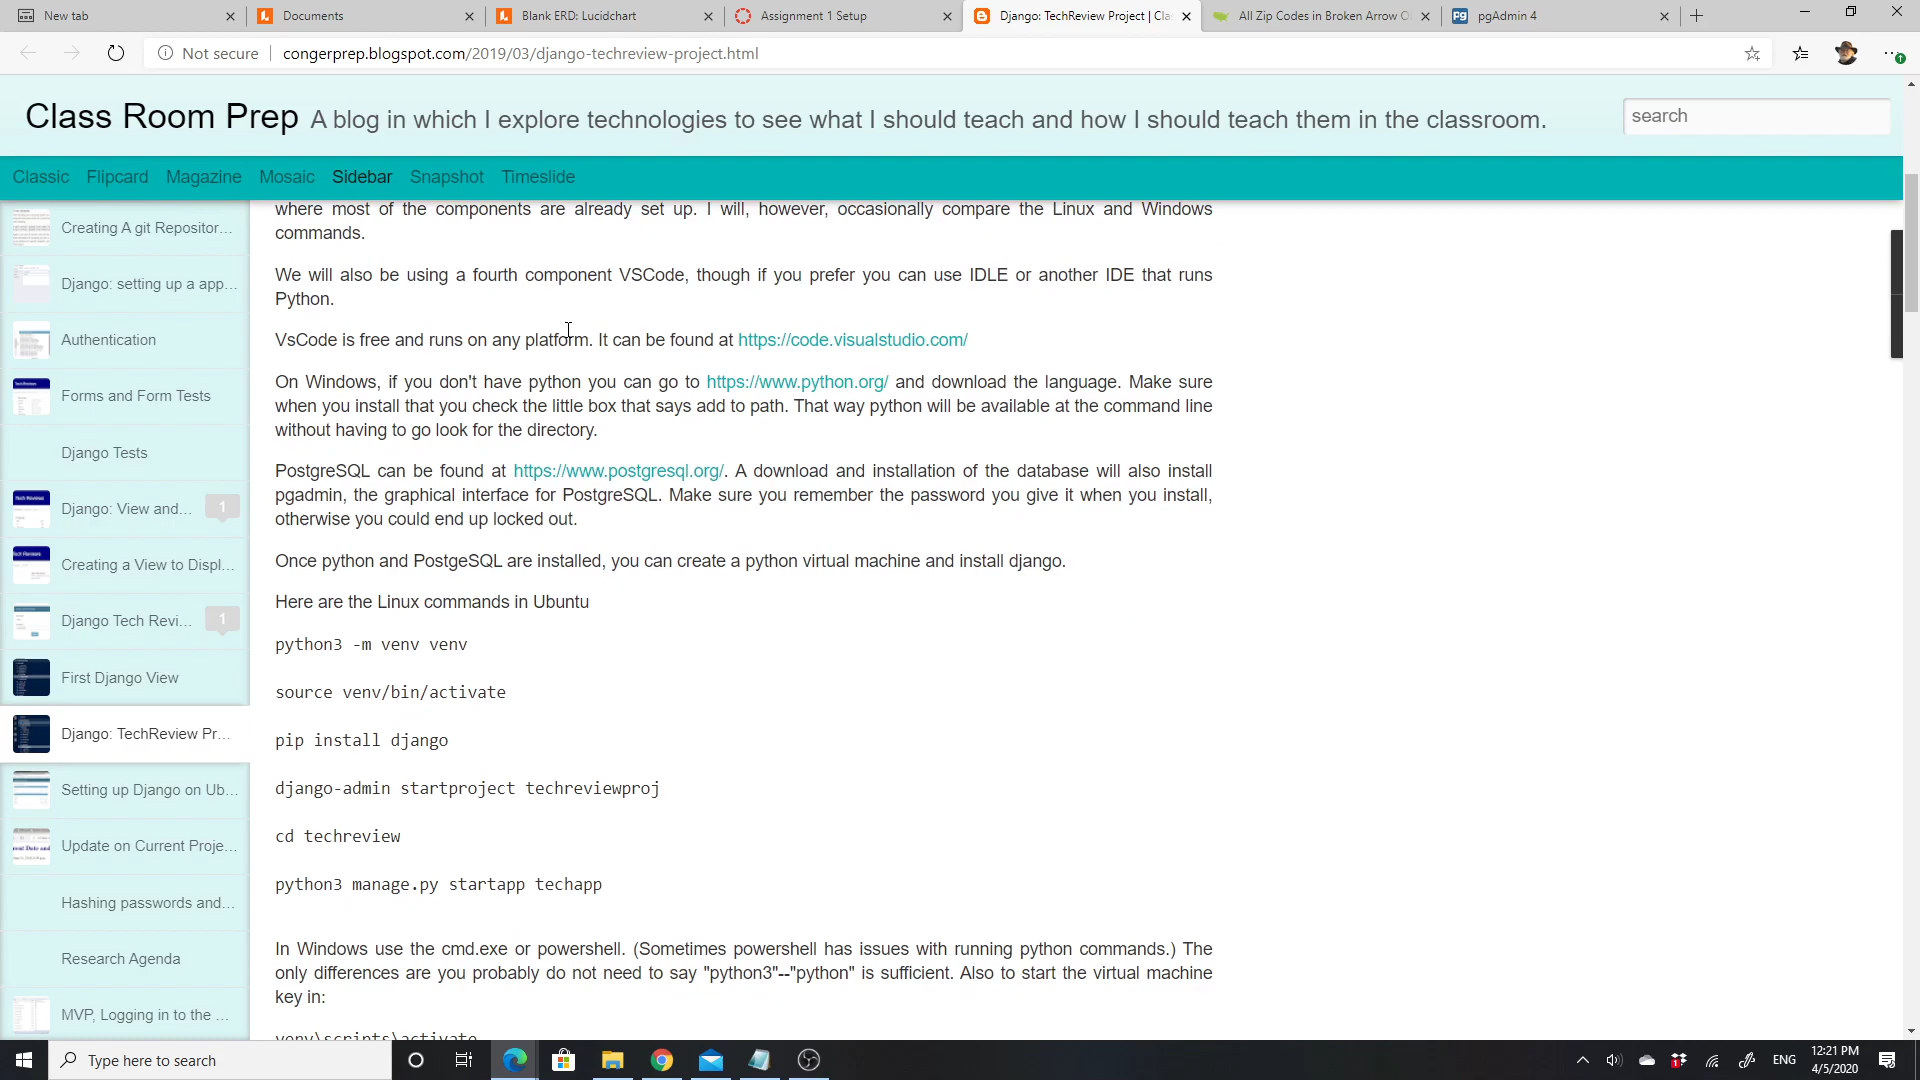 New tab
Documents
Blank ERD: Lucidchart
Assignment 1 Setup
Django: TechReview Project | Cla
All Zip Codes in Broken Arrow O
Pg pgAdmin 4
Not secure
congerprep.blogspot.com/2019/03/django-techreview-project.html
Class Room Prep A blog in which I explore technologies to see what I should teach and how I should teach them in the classroom.
search
Classic Flipcard Magazine Mosaic Sidebar Snapshot Timeslide
Creating A git Repositor...
Django: setting up a app...
Authentication
Forms and Form Tests
Django Tests
Django: View and... 1
Creating a View to Displ...
Django Tech Revi... 1
First Django View
Django: TechReview Pr...
Setting up Django on Ub...
Update on Current Proje...
Hashing passwords and...
Research Agenda
MVP, Logging in to the ...
where most of the components are already set up. I will, however, occasionally compare the Linux and Windows
commands.
We will also be using a fourth component VSCode, though if you prefer you can use IDLE or another IDE that runs
Python.
VsCode is free and runs on any platform. It can be found at https://code.visualstudio.com/
On Windows, if you don't have python you can go to https://www.python.org/ and download the language. Make sure
when you install that you check the little box that says add to path. That way python will be available at the command line
without having to go look for the directory.
PostgreSQL can be found at https://www.postgresql.org/. A download and installation of the database will also install
pgadmin, the graphical interface for PostgreSQL. Make sure you remember the password you give it when you install,
otherwise you could end up locked out.
Once python and PostgeSQL are installed, you can create a python virtual machine and install django.
Here are the Linux commands in Ubuntu
python3 -m venv venv
source venv/bin/activate
pip install django
django-admin startproject techreviewproj
cd techreview
python3 manage.py startapp techapp
In Windows use the cmd.exe or powershell. (Sometimes powershell has issues with running python commands.) The
only differences are you probably do not need to say "python3"--"python" is sufficient. Also to start the virtual machine
key in:
venv\scripts\activate
Type here to search
ENG
12:21 PM
4/5/2020